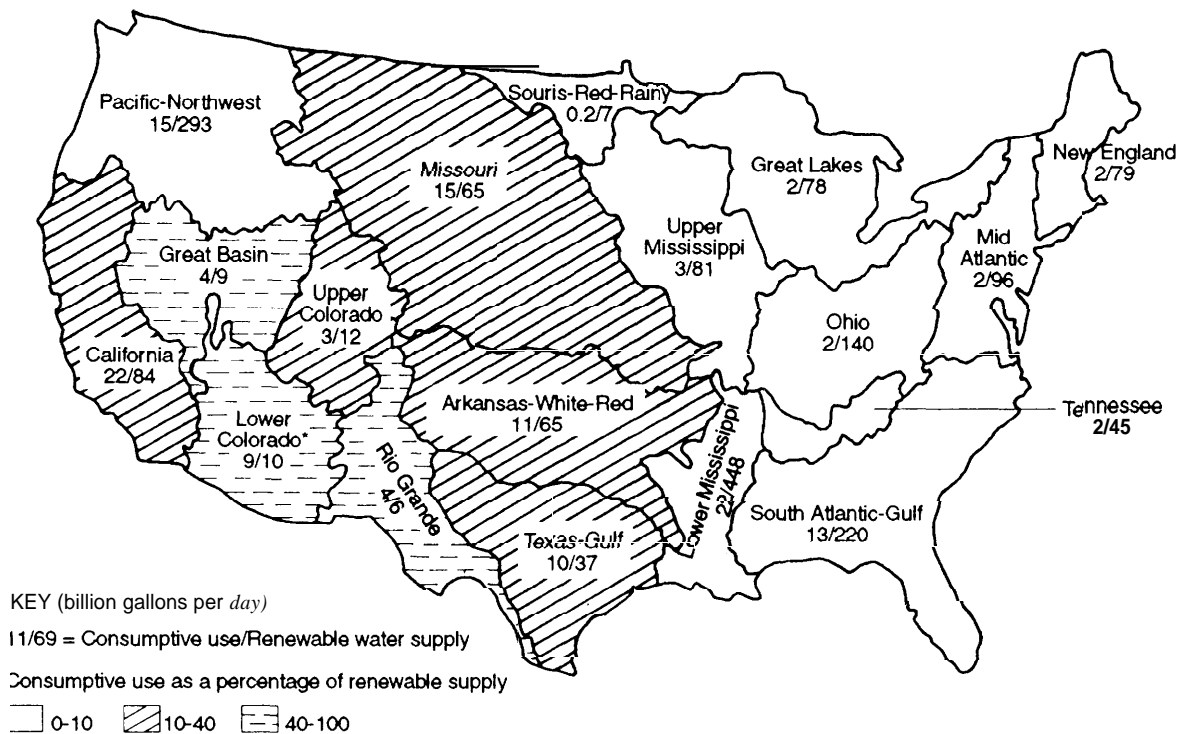 Pacific-Northwest
15/293
Souris-Red-Rainy
0.2/7
Missouri
15/65
Great Lakes
2/78
New England
2/79
Upper
Mississippi
3/81
Mid
Atlantic
2/96
Great Basin
4/9
Upper
Colorado
3/12
Ohio
2/140
California
22/84
Lower
Colorado*
9/10
Arkansas-White-Red
11/65
Tennessee
2/45
Rio Grande
4/6
Lower Mississippi
/448
South Atlantic-Gulf
13/220
Texas-Gulf
10/37
KEY (billion gallons per day)
11/69 = Consumptive use/Renewable water supply
Consumptive use as a percentage of renewable supply
0-10 10-40 40-100